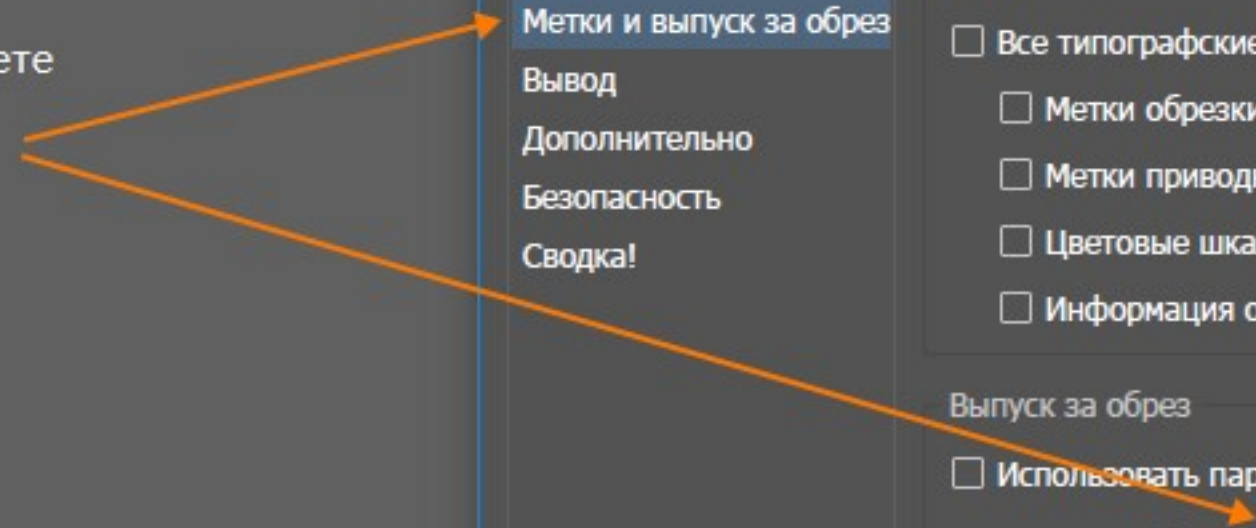 ете
Метки и выпуск за обрез
Вывод
Дополнительно
Безопасность
Сводка!
Все типографские
Метки обрезки
Метки приводк
Цветовые шка
Информация о
Выпуск за обрез
Использовать пар